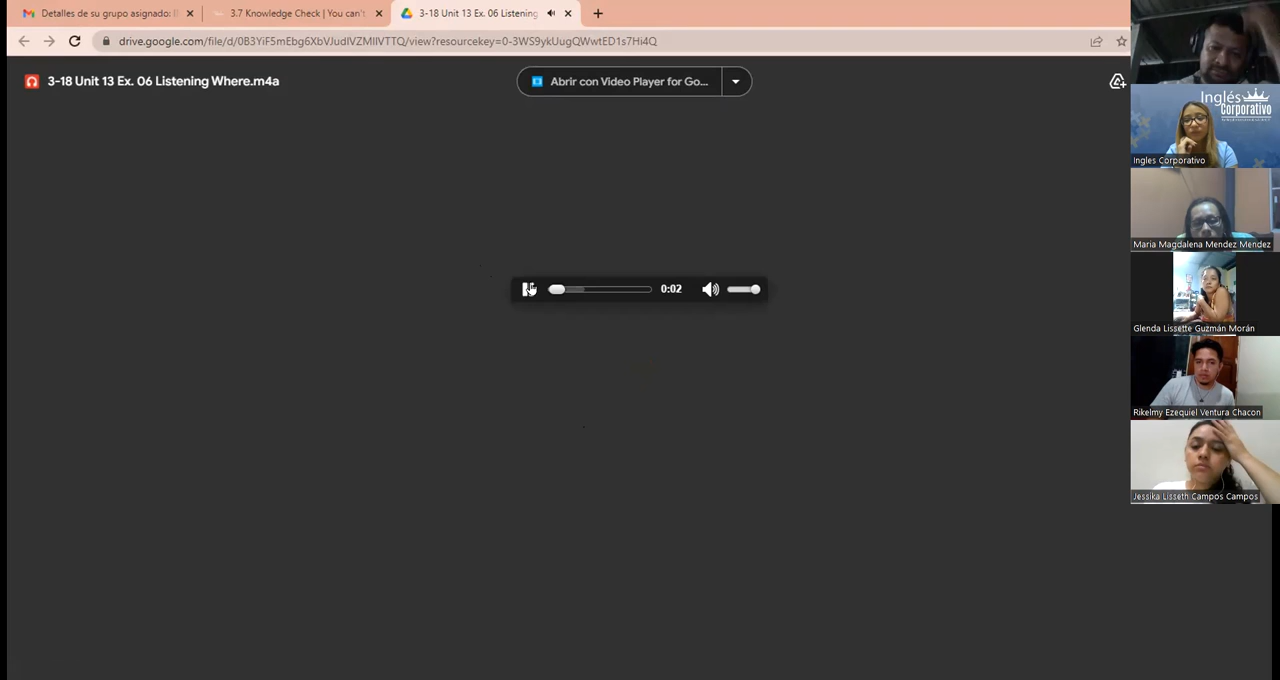 Detalles de su grupo asignado: I
3.7 Knowledge Check | You can't
3-18 Unit 13 Ex. 06 Listening
drive.google.com/file/d/0B3YiF5mEbg6XbVJudlVZMllVTTQ/view?resourcekey=0-3WS9ykUugQWwtED1s7Hi4Q
3-18 Unit 13 Ex. 06 Listening Where.m4a
Abrir con Video Player for Go...
0:02
Inglés
Corporativo
Ingles Corporativo
Maria Magdalena Mendez Mendez
Glenda Lissette Guzmán Morán
Rikelmy Ezequiel Ventura Chacon
Jessika Lisseth Campos Campos